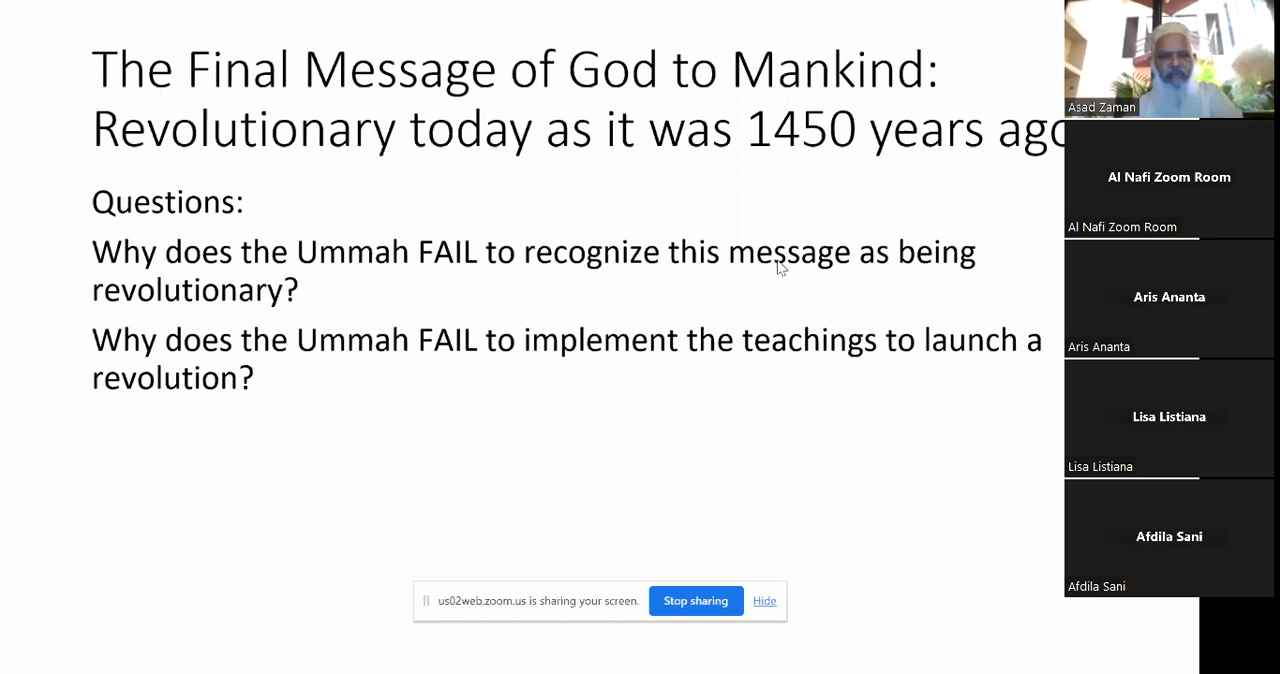 The Final Message of God to Mankind:
Revolutionary today as it was 1450 years ago
Questions:
Why does the Ummah FAIL to recognize this message as being
revolutionary?
Why does the Ummah FAIL to implement the teachings to launch a
revolution?
us02web.zoom.us is sharing your screen.
Stop sharing
Hide
Asad Zaman
Al Nafi Zoom Room
Al Nafi Zoom Room
Aris Ananta
Aris Ananta
Lisa Listiana
Lisa Listiana
Afdila Sani
Afdila Sani